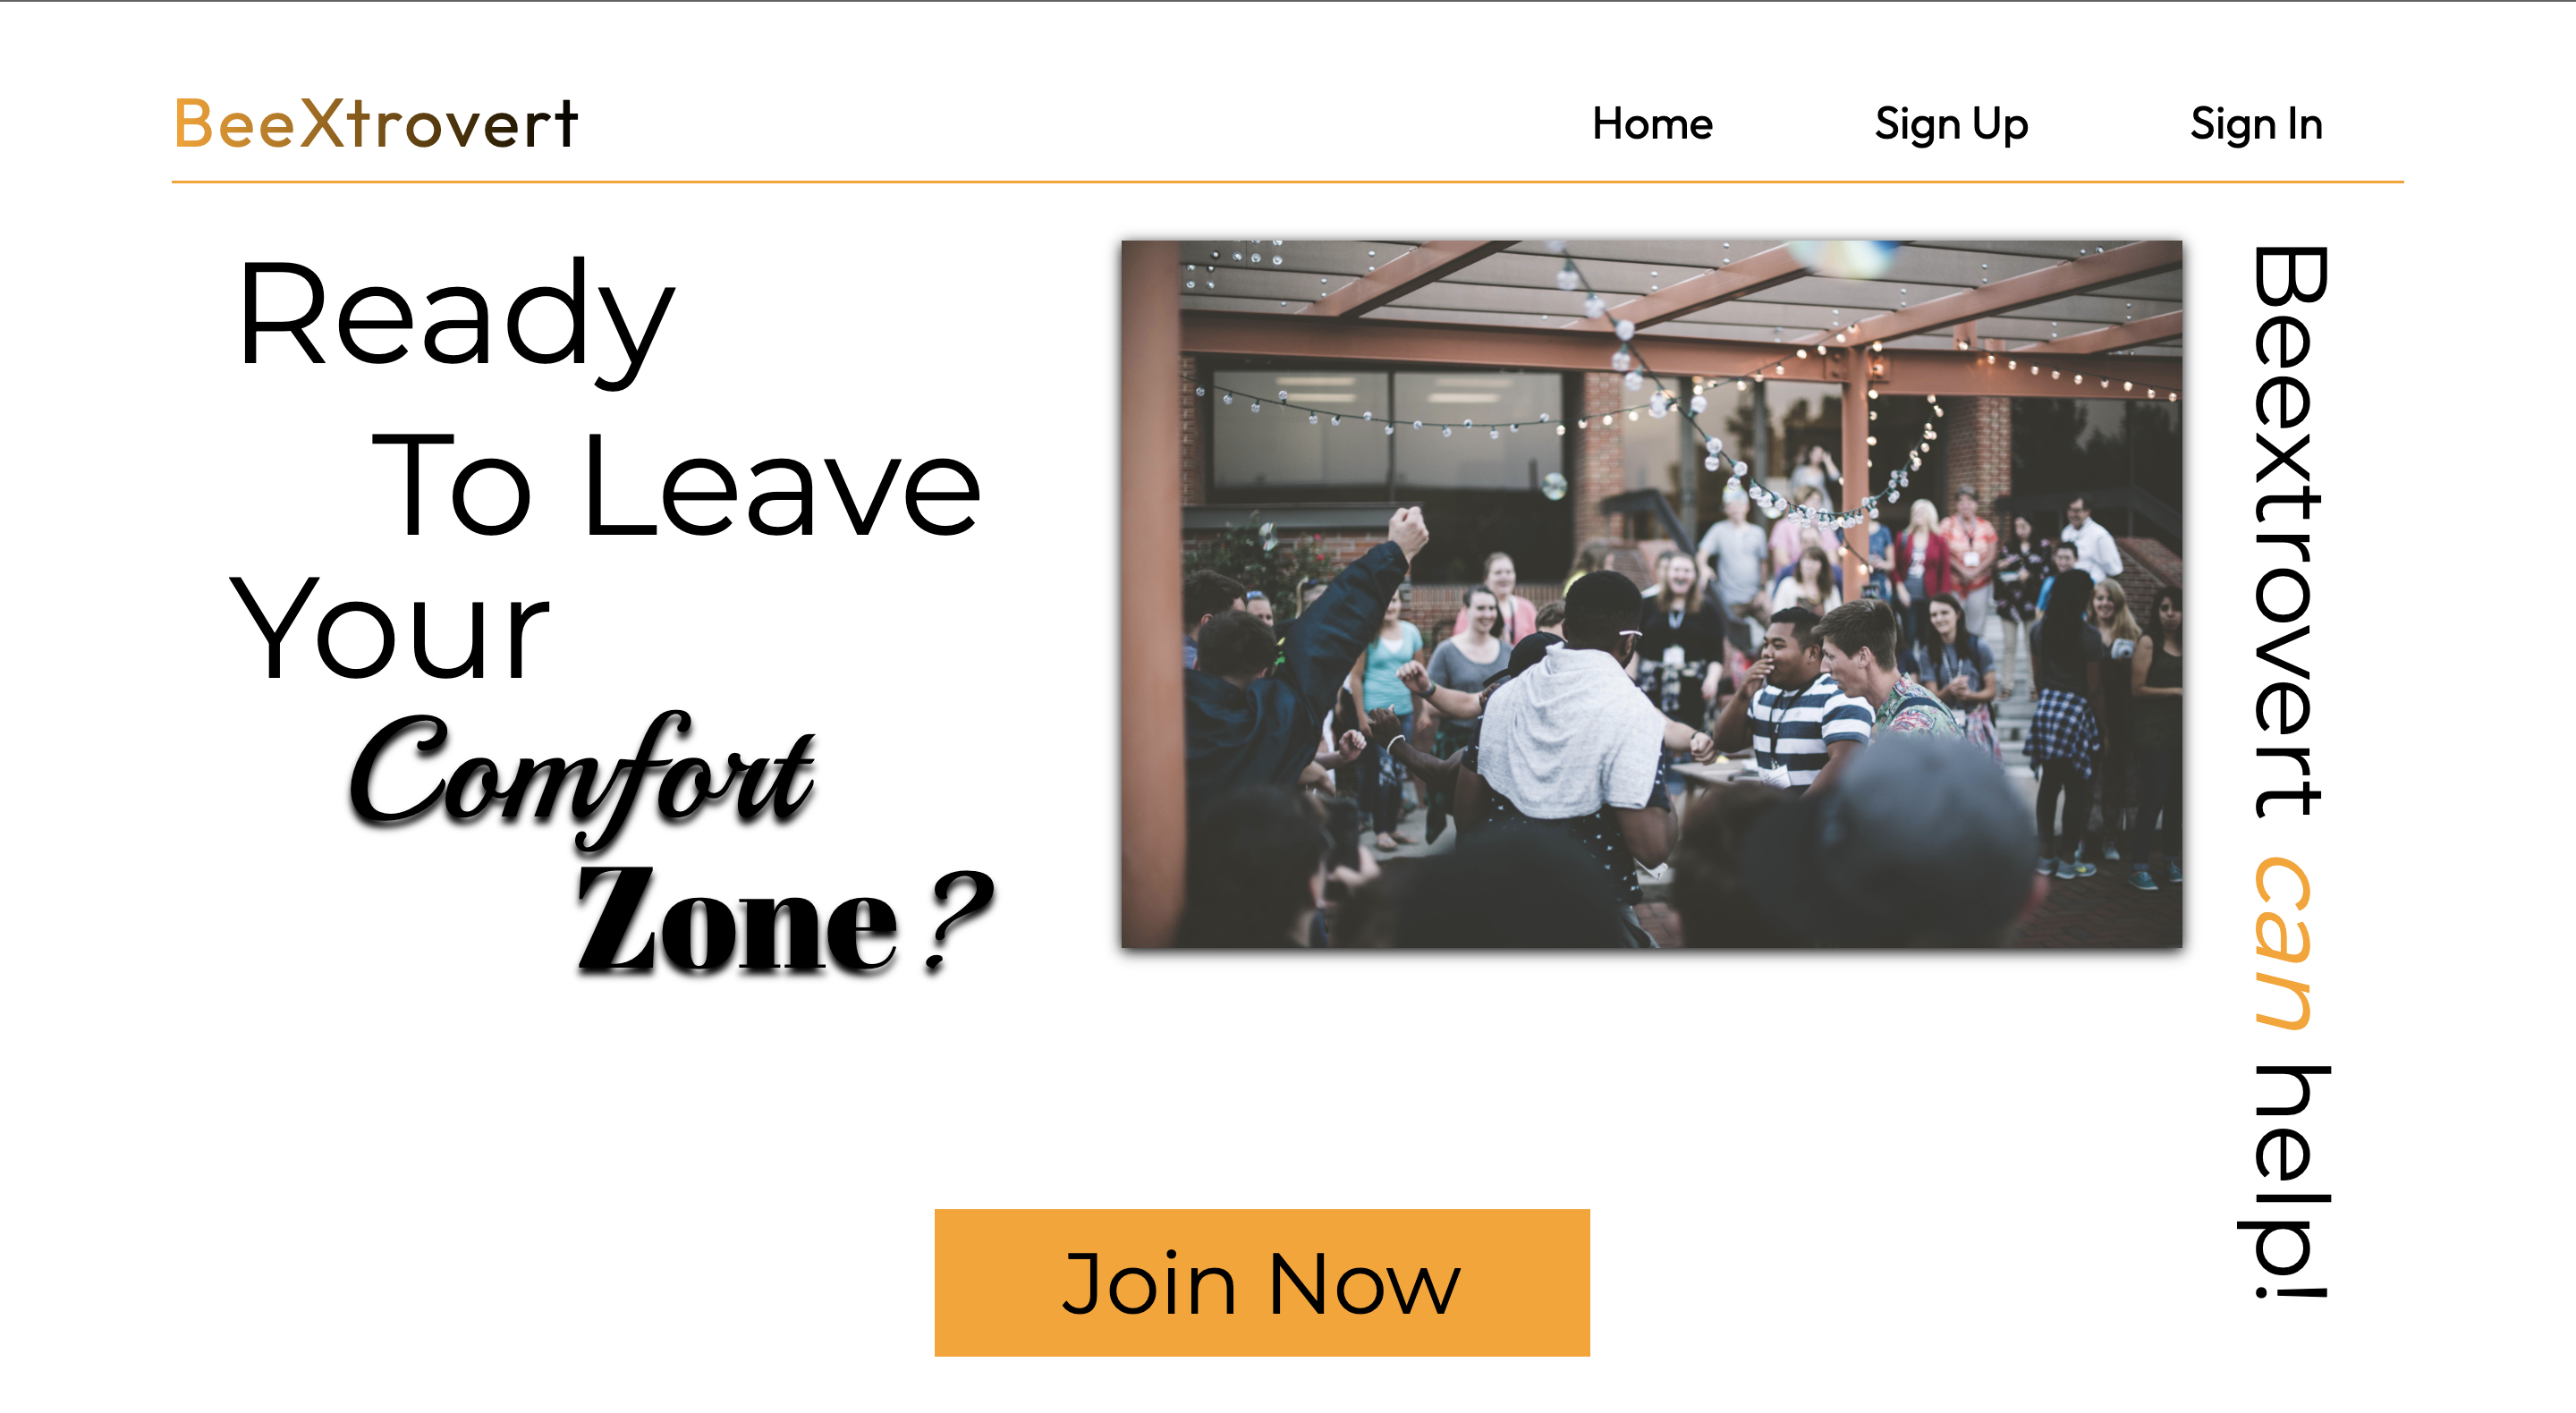 BeeXtrovert
Home
Sign Up
Sign In
Ready
To Leave
Your
Comfort
Zone?
Beextrovert can help!
Join Now